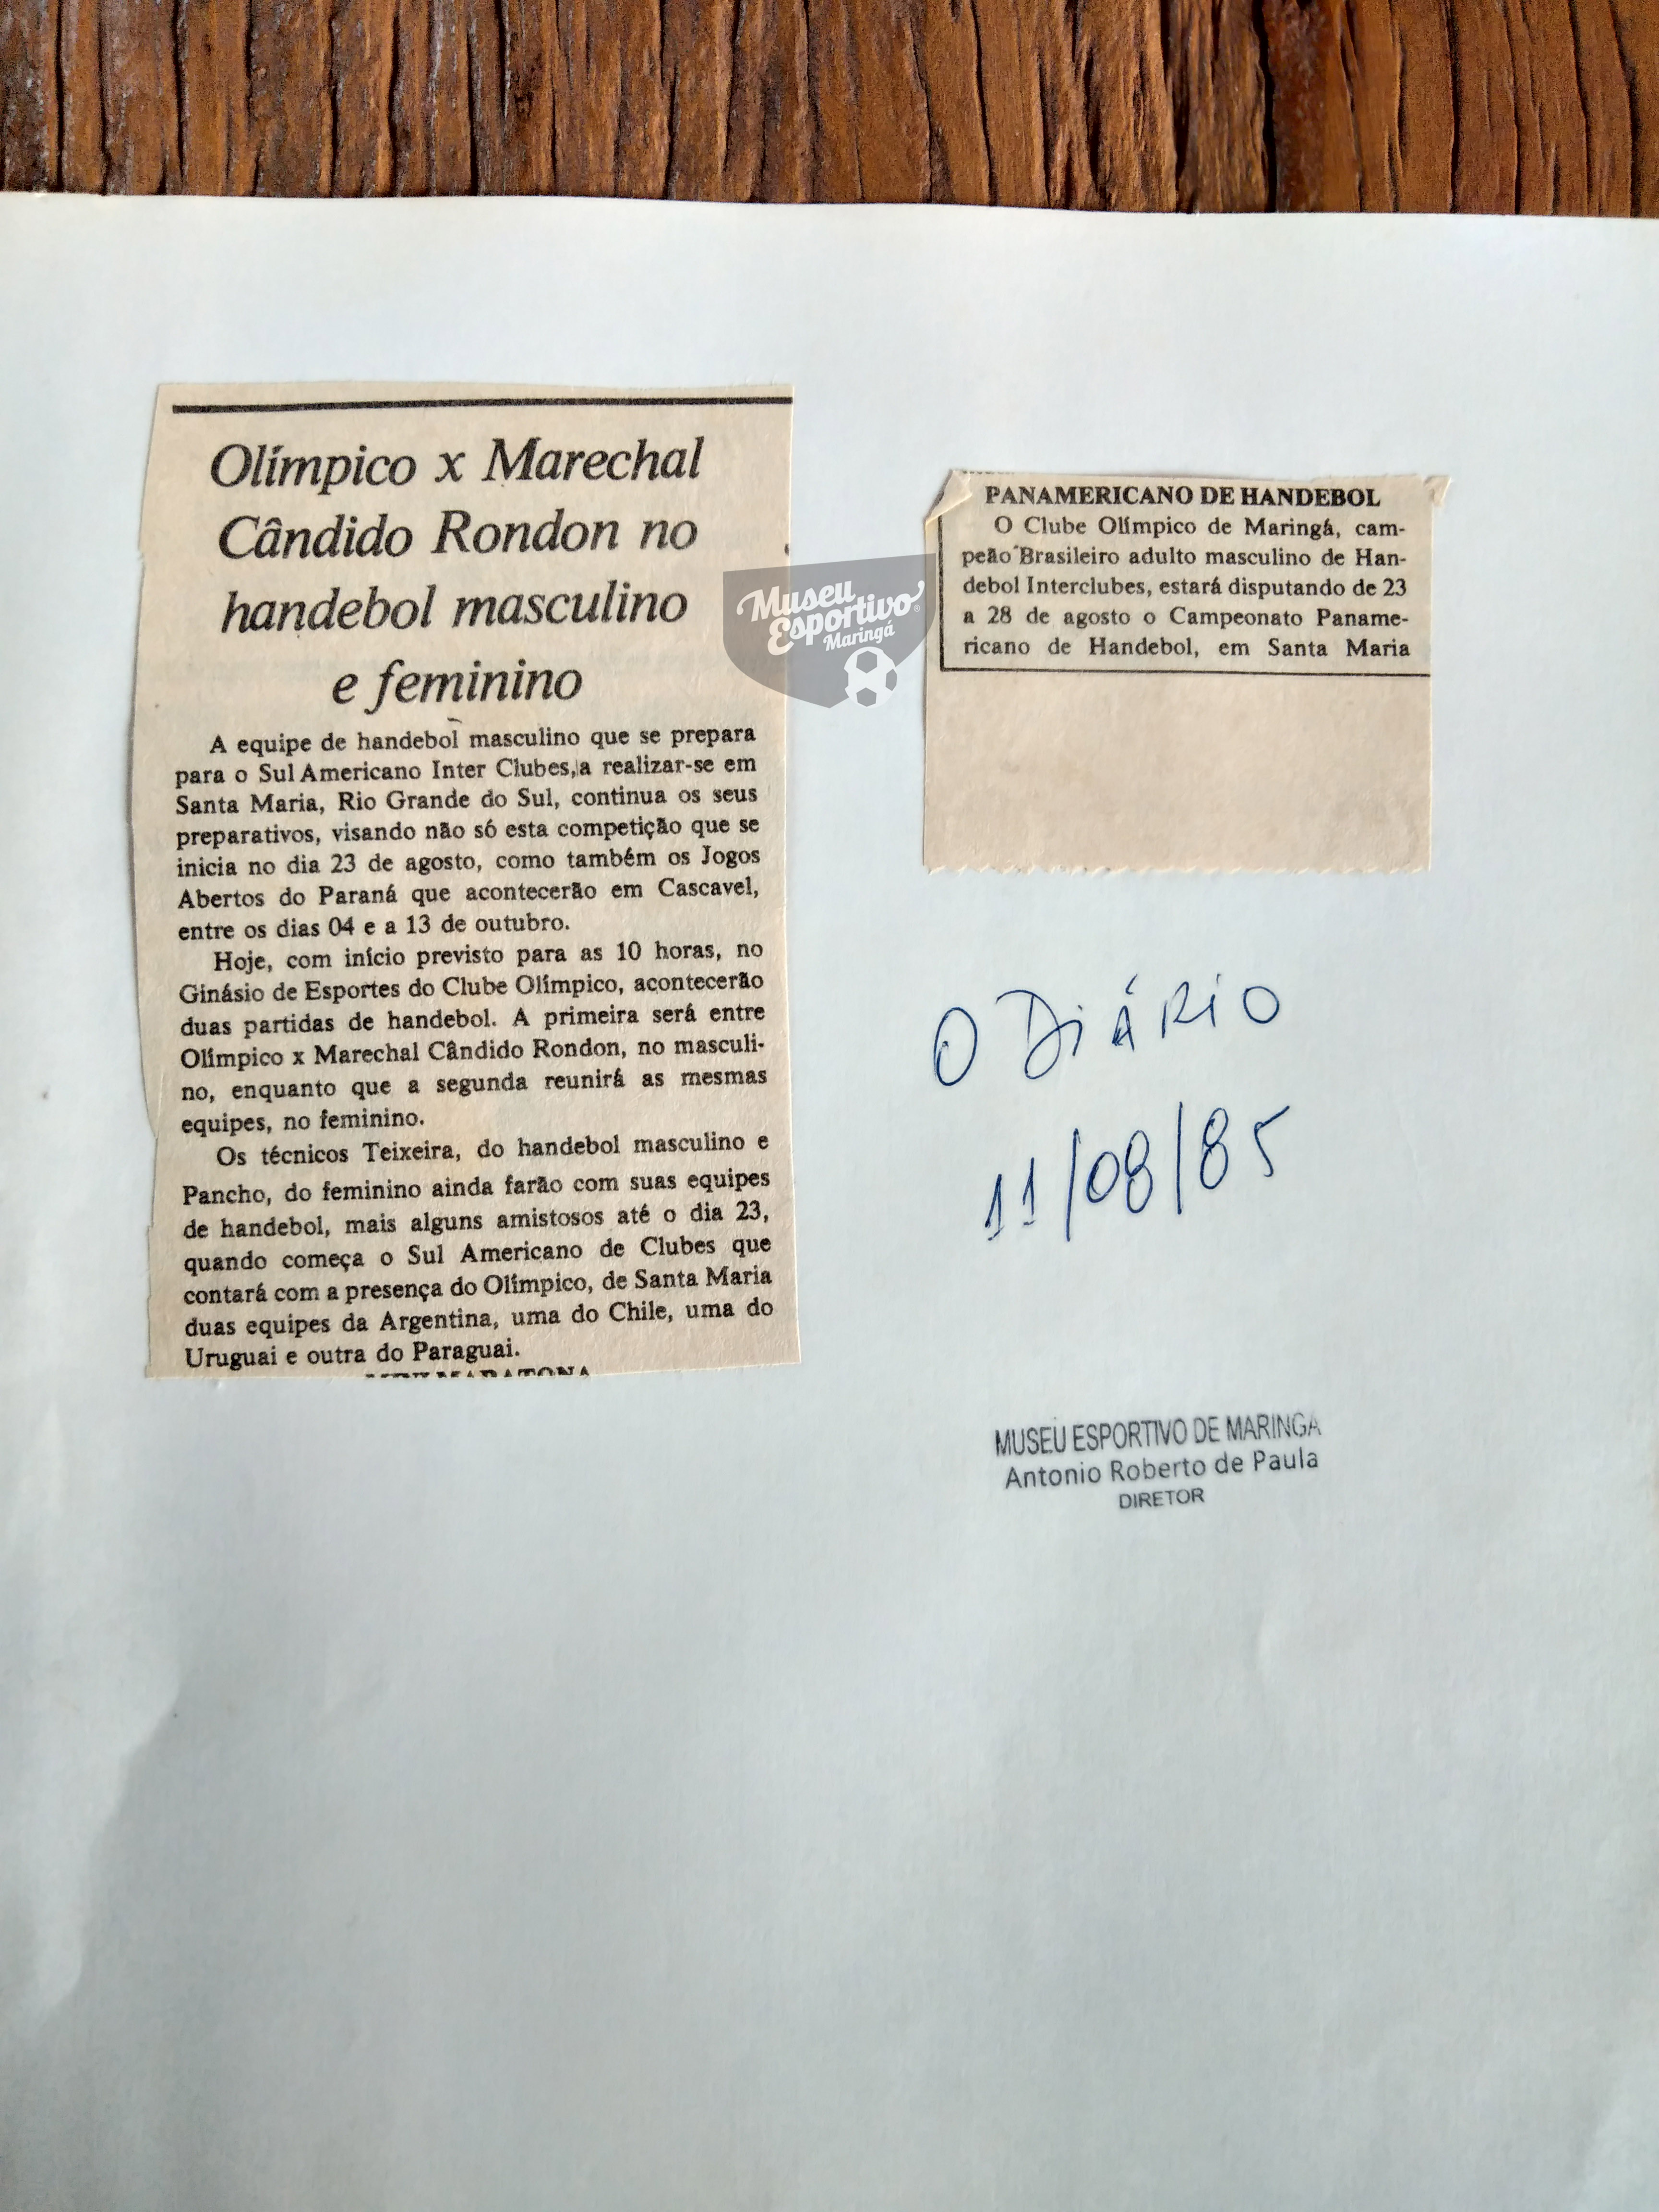 Olímpico x Marechal
Cândido Rondon no
handebol masculino
e feminino
A equipe de handebol masculino que se prepara
para o Sul Americano Inter Clubes, a realizar-se em
Santa Maria, Rio Grande do Sul, continua os seus
preparativos, visando não só esta competição que se
inicia no dia 23 de agosto, como também os Jogos
Abertos do Paraná que acontecerão em Cascavel,
entre os dias 04 e a 13 de outubro.
Hoje, com início previsto para as 10 horas, no
Ginásio de Esportes do Clube Olímpico, acontecerão
duas partidas de handebol. A primeira será entre
Olímpico x Marechal Cândido Rondon, no masculi-
no, enquanto que a segunda reunirá as mesmas
equipes, no feminino.
Os técnicos Teixeira, do handebol masculino e
Pancho, do feminino ainda farão com suas equipes
de handebol, mais alguns amistosos até o dia 23,
quando começa o Sul Americano de Clubes que
contará com a presença do Olímpico, de Santa Maria
duas equipes da Argentina, uma do Chile, uma do
Uruguai e outra do Paraguai.
MARATONA
Museu
Esportivo®
Maringá
PANAMERICANO DE HANDEBOL
O Clube Olímpico de Maringá, cam-
peão Brasileiro adulto masculino de Han-
debol Interclubes, estará disputando de 23
a 28 de agosto o Campeonato Paname-
ricano de Handebol, em Santa Maria
O DiÁRiO
11/08/85
MUSEU ESPORTIVO DE MARINGA
Antonio Roberto de Paula
DIRETOR